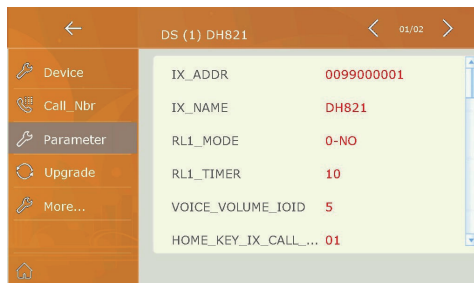 DS (1) DH821
01/02
Device
Call_Nbr
Parameter
Upgrade
More...
IX_ADDR 0099000001
IX_NAME DH821
RL1_MODE 0-NO
RL1_TIMER 10
VOICE_VOLUME_IOID 5
HOME_KEY_IX_CALL_... 01